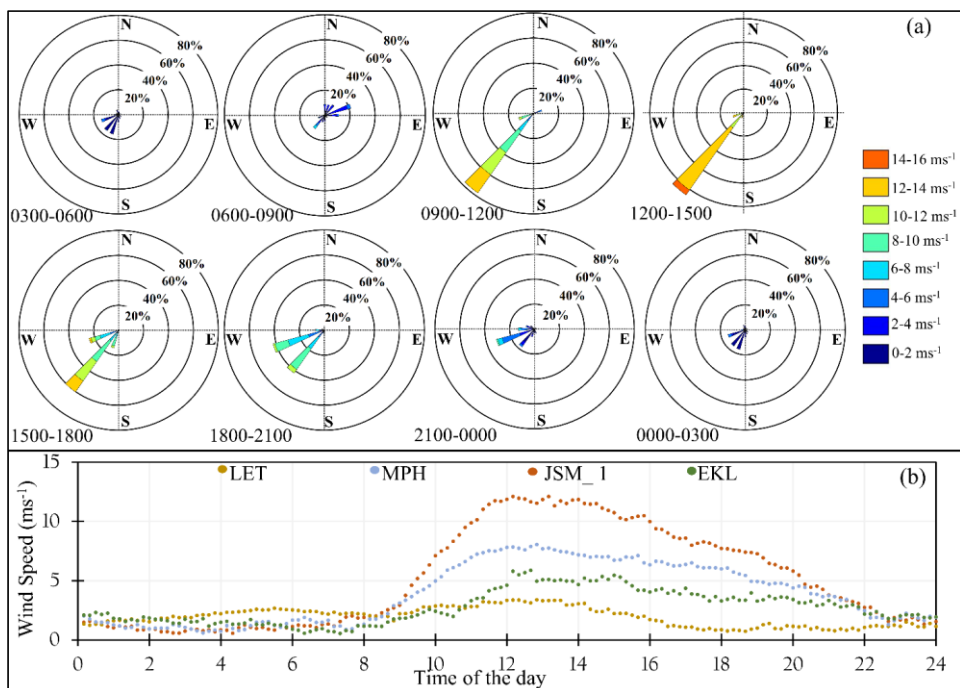 (a)
N N N N
80% 80% 80% 80%
60% 60% 60% 60%
40% 40% 40% 40%
20% 20% 20% 20%
W E W E W E W E
S S S S
0300-0600 0600-0900 0900-1200 1200-1500
14-16 ms⁻¹
12-14 ms⁻¹
10-12 ms⁻¹
8-10 ms⁻¹
6-8 ms⁻¹
4-6 ms⁻¹
2-4 ms⁻¹
0-2 ms⁻¹
N N N N
80% 80% 80% 80%
60% 60% 60% 60%
40% 40% 40% 40%
20% 20% 20% 20%
W E W E W E W E
S S S S
1500-1800 1800-2100 2100-0000 0000-0300
LET MPH JSM_ 1 EKL (b)
Wind Speed (ms⁻¹)
15
10
5
0
0 2 4 6 8 10 12 14 16 18 20 22 24
Time of the day